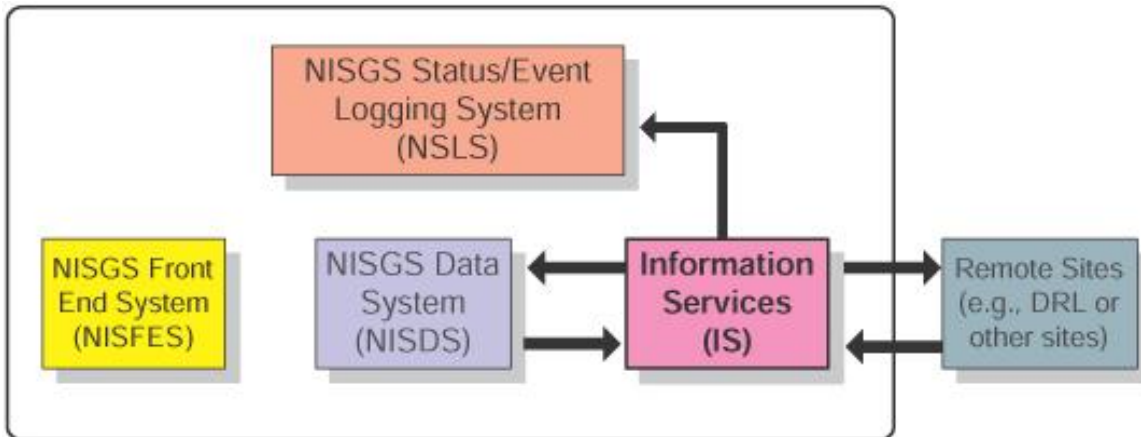 NISGS Status/Event
Logging System
(NSLS)
NISGS Front
End System
(NISFES)
NISGS Data
System
(NISDS)
Information
Services
(IS)
Remote Sites
(e.g., DRL or
other sites)